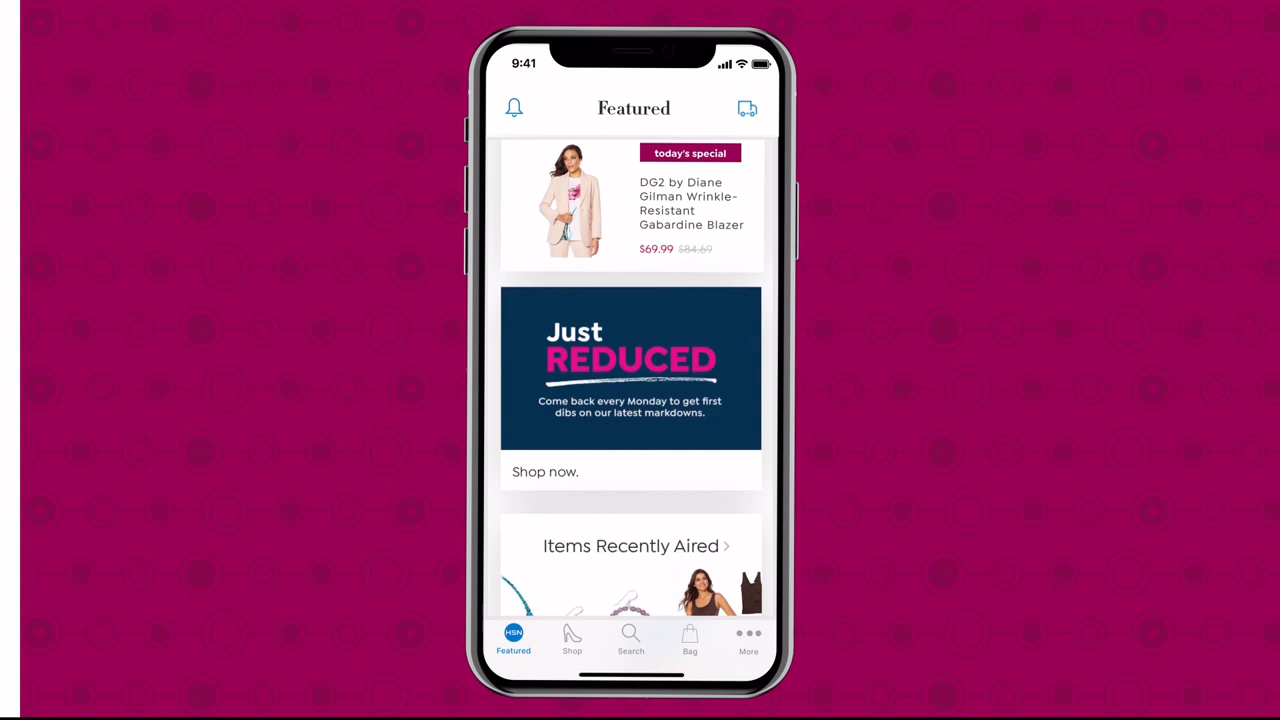 9:41
Featured
today's special
DG2 by Diane
Gilman Wrinkle-
Resistant
Gabardine Blazer
$69.99 $84.69
Just
REDUCED
Come back every Monday to get first
dibs on our latest markdowns.
Shop now.
Items Recently Aired
HSN
Featured
Shop
Search
Bag
More